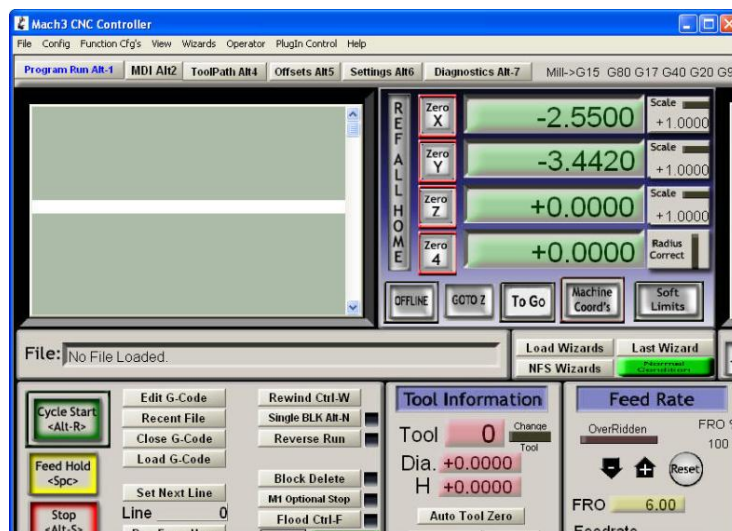 Mach3 CNC Controller
File Config Function Cfg's View Wizards Operator PlugIn Control Help
Program Run Alt-1 MDI Alt2 ToolPath Alt4 Offsets Alt5 Settings Alt6 Diagnostics Alt-7 Mill->G15 G80 G17 G40 G20
REF ALL HOME
Zero X -2.5500 Scale +1.0000
Zero Y -3.4420 Scale +1.0000
Zero Z +0.0000 Scale +1.0000
Zero 4 +0.0000 Radius Correct
OFFLINE GOTO Z To Go Machine Coord's Soft Limits
File: No File Loaded.
Load Wizards Last Wizard
NFS Wizards Normal Condition
Cycle Start <Alt-R>
Feed Hold <Spc>
Stop <Alt-S>
Edit G-Code
Recent File
Close G-Code
Load G-Code
Set Next Line
Line 0
Rewind Ctrl-W
Single BLK Alt-N
Reverse Run
Block Delete
M1 Optional Stop
Flood Ctrl-F
Tool Information
Tool 0 Change Tool
Dia. +0.0000
H +0.0000
Auto Tool Zero
Feed Rate
OverRidden FRO
100
Reset
FRO 6.00
Feedrate